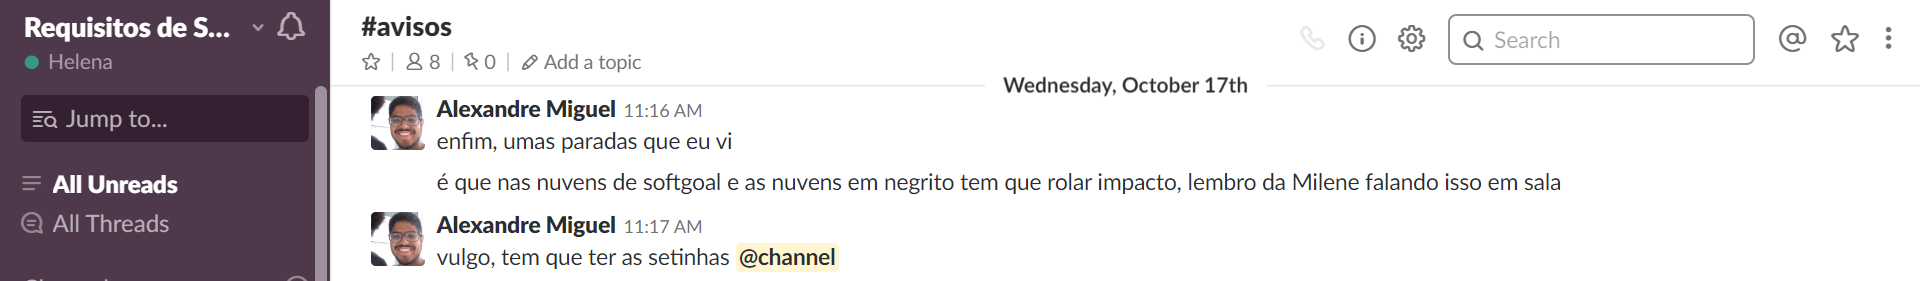 Requisitos de S...
Helena
Jump to...
All Unreads
All Threads
#avisos
8
0
Add a topic
Search
Wednesday, October 17th
Alexandre Miguel 11:16 AM
enfim, umas paradas que eu vi
é que nas nuvens de softgoal e as nuvens em negrito tem que rolar impacto, lembro da Milene falando isso em sala
Alexandre Miguel 11:17 AM
vulgo, tem que ter as setinhas @channel